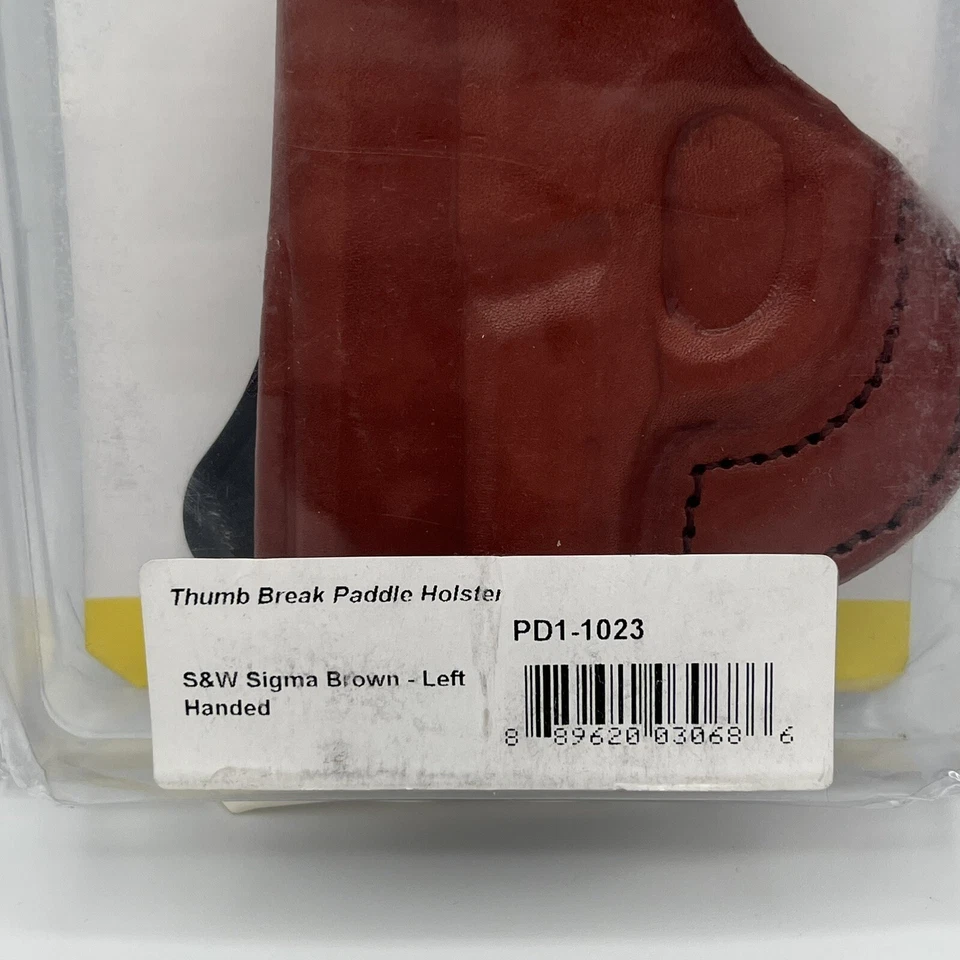 Thumb Break Paddle Holster
PD1-1023
S&W Sigma Brown - Left
Handed
8 89620 03068 6